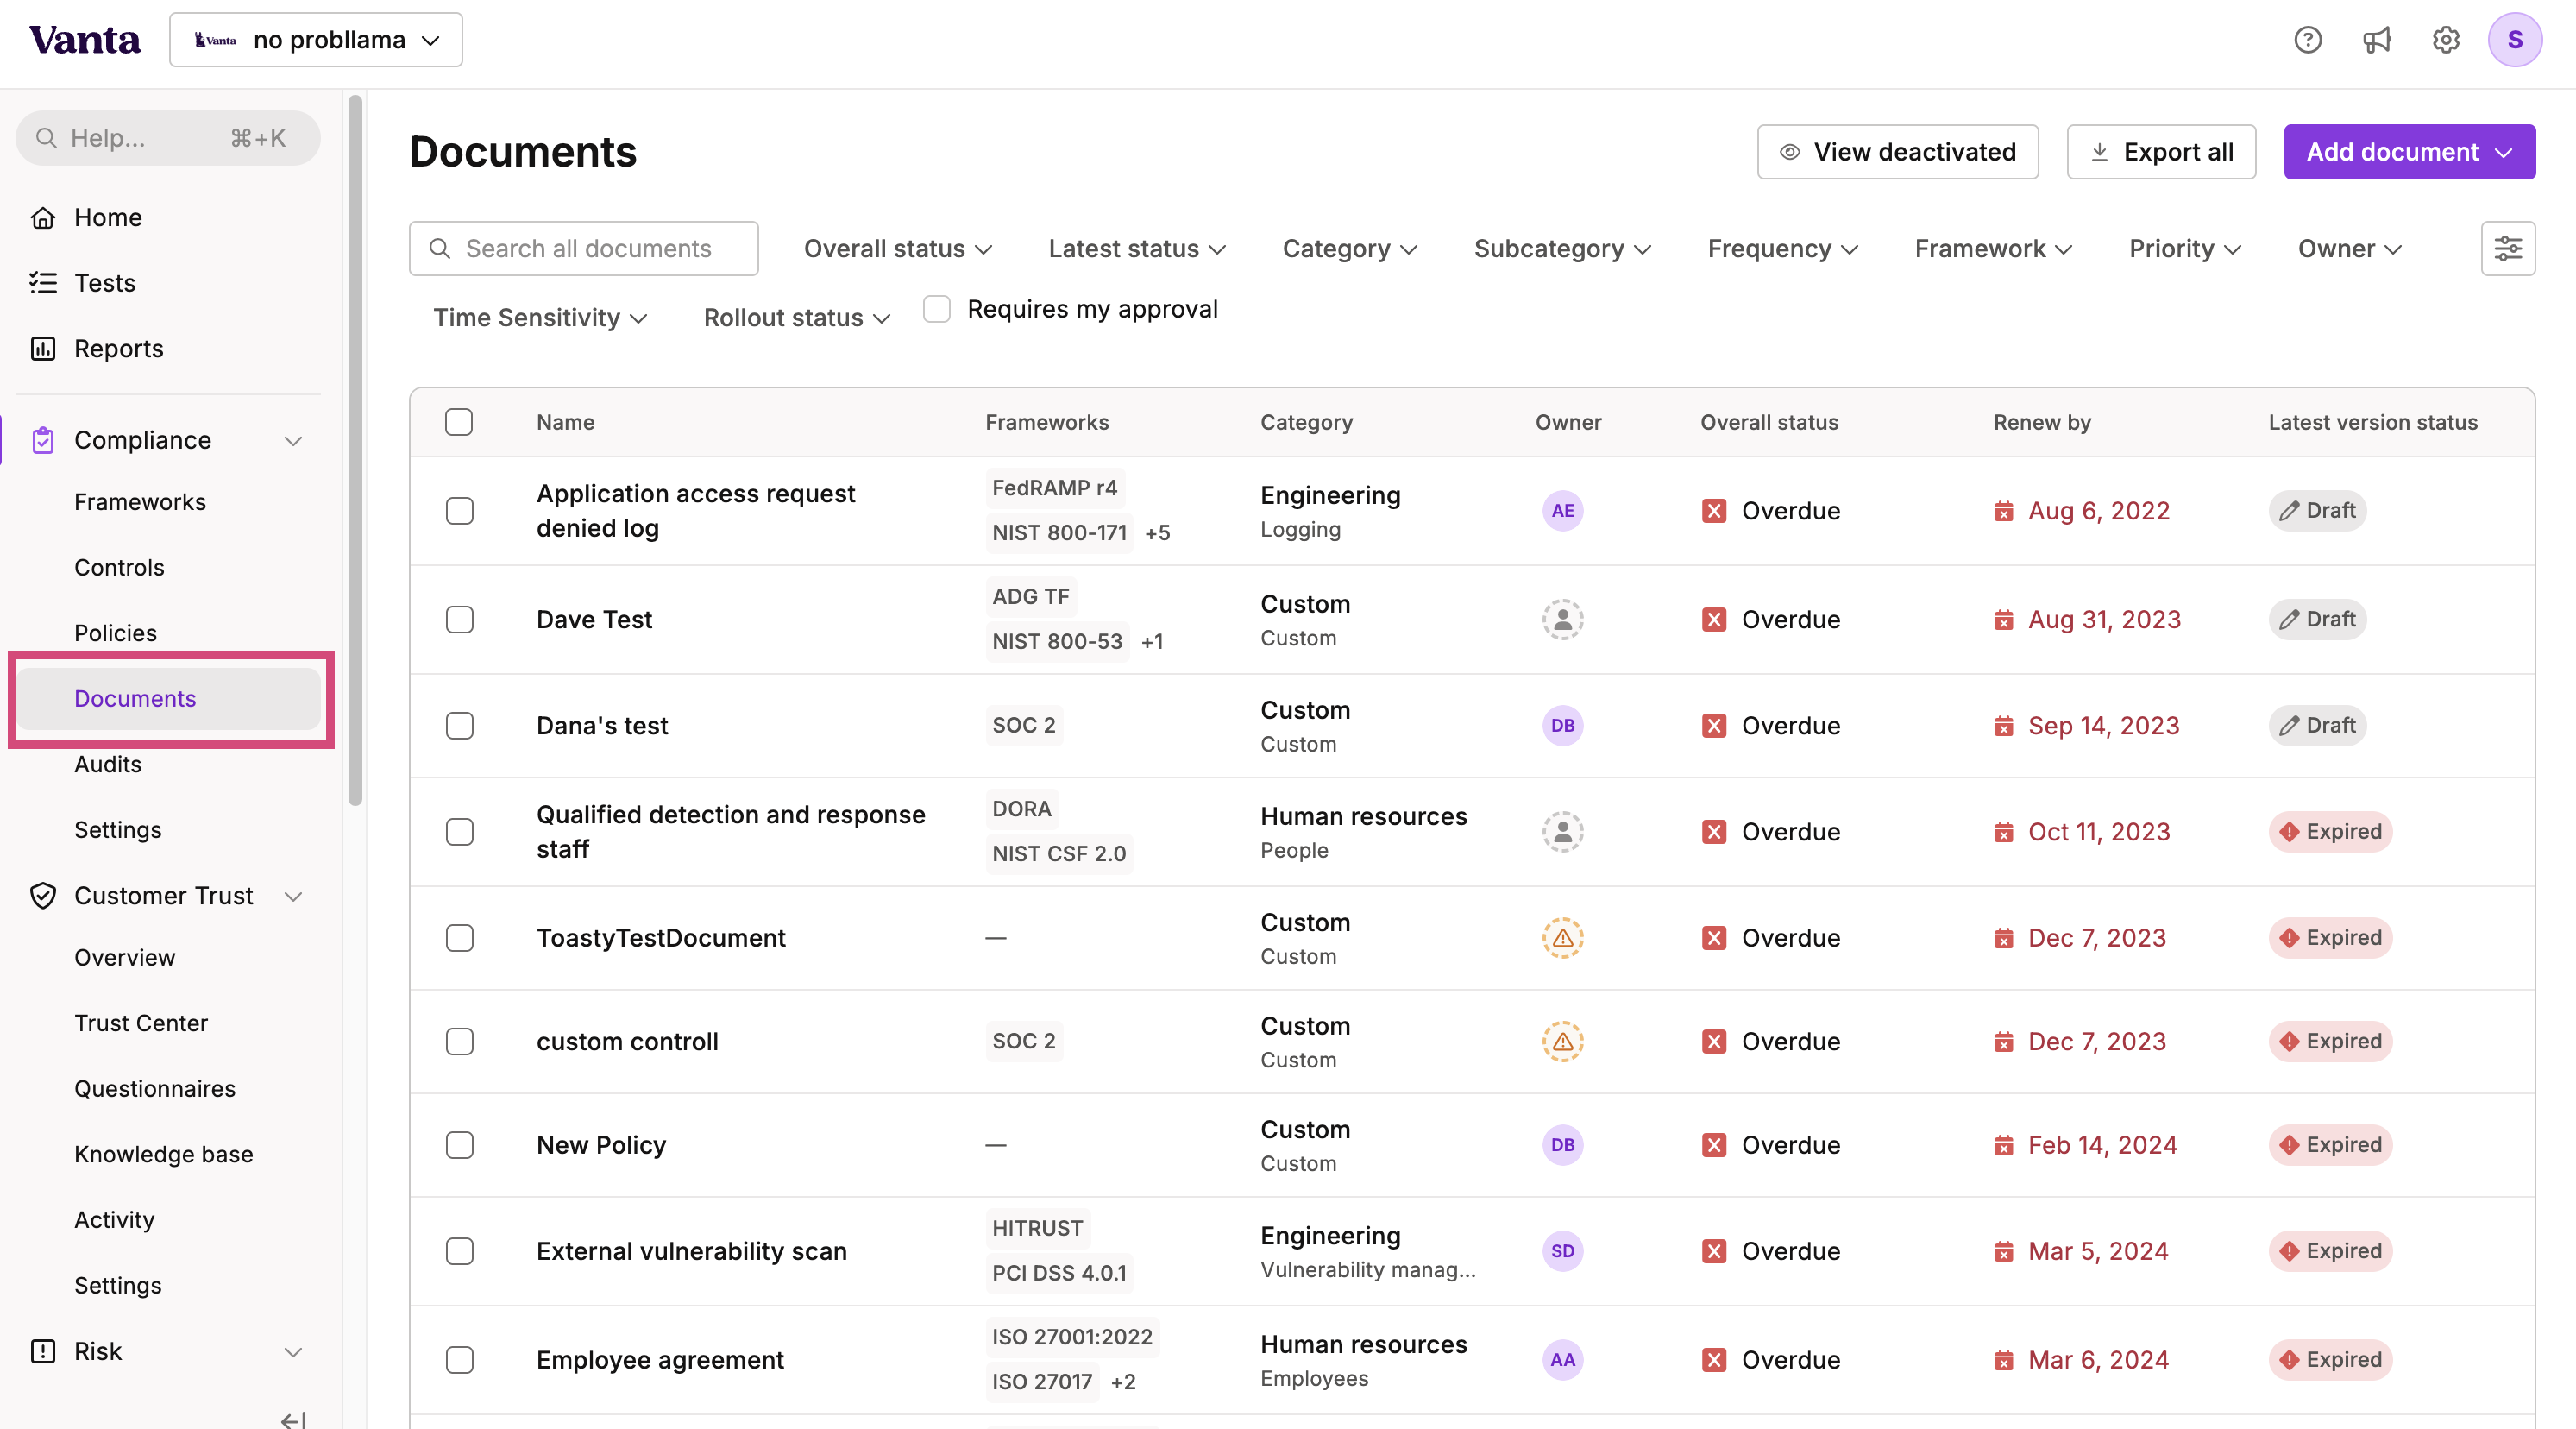 Vanta
Vanta no probllama
S
Help... ⌘+K
Home
Tests
Reports
Compliance
Frameworks
Controls
Policies
Documents
Audits
Settings
Customer Trust
Overview
Trust Center
Questionnaires
Knowledge base
Activity
Settings
Risk
Documents
View deactivated
Export all
Add document
Search all documents
Overall status
Latest status
Category
Subcategory
Frequency
Framework
Priority
Owner
Time Sensitivity
Rollout status
Requires my approval
Name Frameworks Category Owner Overall status Renew by Latest version status
Application access request
denied log
FedRAMP r4
NIST 800-171 +5
Engineering
Logging
AE
Overdue
Aug 6, 2022
Draft
Dave Test
ADG TF
NIST 800-53 +1
Custom
Custom
Overdue
Aug 31, 2023
Draft
Dana's test
SOC 2
Custom
Custom
DB
Overdue
Sep 14, 2023
Draft
Qualified detection and response
staff
DORA
NIST CSF 2.0
Human resources
People
Overdue
Oct 11, 2023
Expired
ToastyTestDocument
—
Custom
Custom
Overdue
Dec 7, 2023
Expired
custom controll
SOC 2
Custom
Custom
Overdue
Dec 7, 2023
Expired
New Policy
—
Custom
Custom
DB
Overdue
Feb 14, 2024
Expired
External vulnerability scan
HITRUST
PCI DSS 4.0.1
Engineering
Vulnerability manag...
SD
Overdue
Mar 5, 2024
Expired
Employee agreement
ISO 27001:2022
ISO 27017 +2
Human resources
Employees
AA
Overdue
Mar 6, 2024
Expired